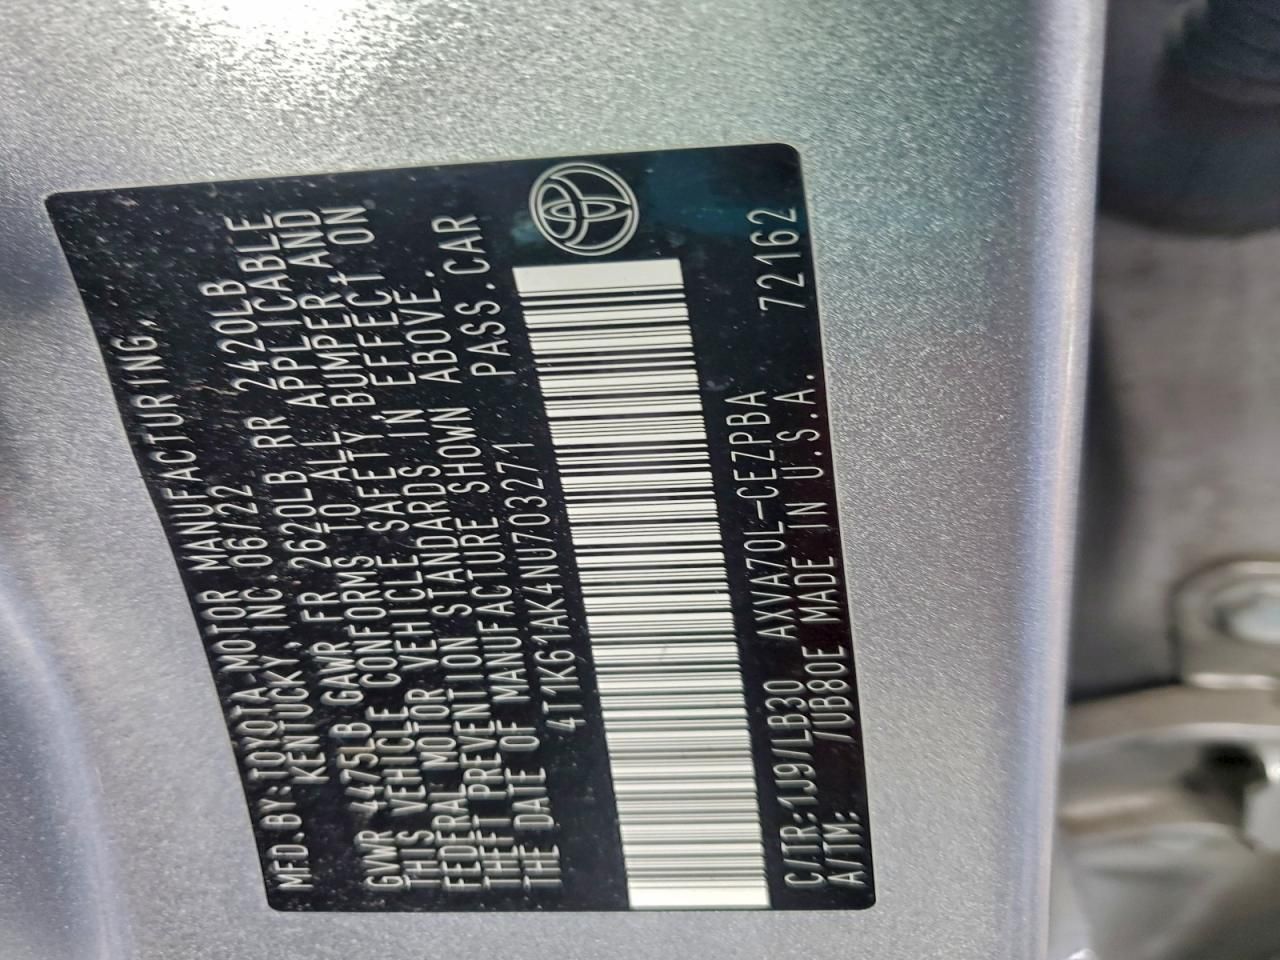 MFD.BY:TOYOTA MOTOR MANUFACTURING,
KENTUCKY INC. 06/22
GVWR 4475LB GAWR FR 2620LB RR 2420LB
THIS VEHICLE CONFORMS TO ALL APPLICABLE
FEDERAL MOTOR VEHICLE SAFETY, BUMPER, AND
THEFT PREVENTION STANDARDS IN EFFECT ON
THE DATE OF MANUFACTURE SHOWN ABOVE.
4T1K61AK4NU703271 PASS.CAR
C/TR:1J9/LB30 AXVA70L-CEZPBA 72162
A/TM: /UB80E MADE IN U.S.A.